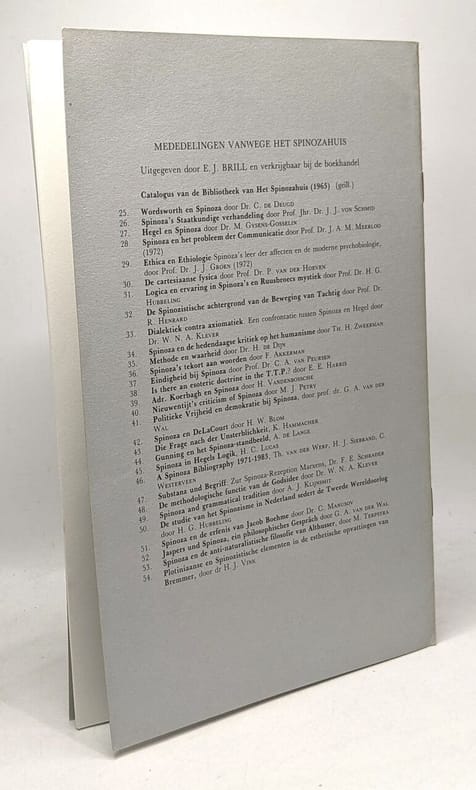 MEDEDELINGEN VANWEGE HET SPINOZAHUIS
Uitgegeven door E. J. BRILL en verkrijgbaar bij de boekhandel
Catalogus van de Bibliotheek van Het Spinozahuis (1965) (geïll.)
25. Wordsworth en Spinoza door Dr. C. DE DEUGD
26. Spinoza's Staatkundige verhandeling door Prof. Jhr. Dr. J. J. VON SCHMID
27. Hegel en Spinoza door Dr. M. GYSENS-GOSSELIN
28. Spinoza en het probleem der Communicatie door Prof. Dr. J. A. M. MEERLOO
(1972)
29. Ethica en Ethiologie Spinoza's leer der affecten en de moderne psychobiologie,
door Prof. Dr. J. J. GROEN (1972)
30. De cartesiaanse fysica door Prof. Dr. P. VAN DER HOEVEN
31. Logica en ervaring in Spinoza's en Ruusbroecs mystiek door Prof. Dr. H. G.
HUBBELING
32. De Spinozistische achtergrond van de Beweging van Tachtig door Prof. Dr.
R. HENRARD
33. Dialektiek contra axiomatiek. Een confrontatie tussen Spinoza en Hegel door
Dr. W. N. A. KLEVER
34. Spinoza en de hedendaagse kritiek op het humanisme door TH. H. ZWEERMAN
35. Methode en waarheid door Dr. H. DE DIJN
36. Spinoza's tekort aan woorden door F. AKKERMAN
37. Eindigheid bij Spinoza door Prof. Dr. C. A. VAN PEURSEN
38. Is there an esoteric doctrine in the T.T.P.? door E. E. HARRIS
39. Adr. Koerbagh en Spinoza door H. VANDENBOSSCHE
40. Nieuwentijt's criticism of Spinoza door M. J. PETRY
41. Politieke Vrijheid en demokratie bij Spinoza, door prof. dr. G. A. VAN DER
WAL
42. Spinoza en DeLaCourt door H. W. BLOM
43. Die Frage nach der Unsterblichkeit, K. HAMMACHER
44. Gunning en het Spinoza-standbeeld, A. DE LANGE
45. Spinoza in Hegels Logik, H. C. LUCAS
46. A Spinoza Bibliography 1971-1983, TH. VAN DER WERF, H. J. SIEBRAND, C.
WESTERVEEN
47. Substanz und Begriff. Zur Spinoza-Rezeption Marxens, Dr. F. E. SCHRADER
48. De methodologische functie van de Godsidee door Dr. W. N. A. KLEVER
49. Spinoza and grammatical tradition door A. J. KLIJNSMIT
50. De studie van het Spinozisme in Nederland sedert de Tweede Wereldoorlog
door H. G. HUBBELING
51. Spinoza en de erfenis van Jacob Boehme door Dr. C. MANUSOV
52. Jaspers und Spinoza, ein philosophisches Gespräch door G. A. VAN DER WAL
53. Spinoza en de anti-naturalistische filosofie van Althusser, door M. TERPSTRA
54. Plotiniaanse en Spinozistische elementen in de esthetische opvattingen van
Bremmer, door dr H. J. VINK